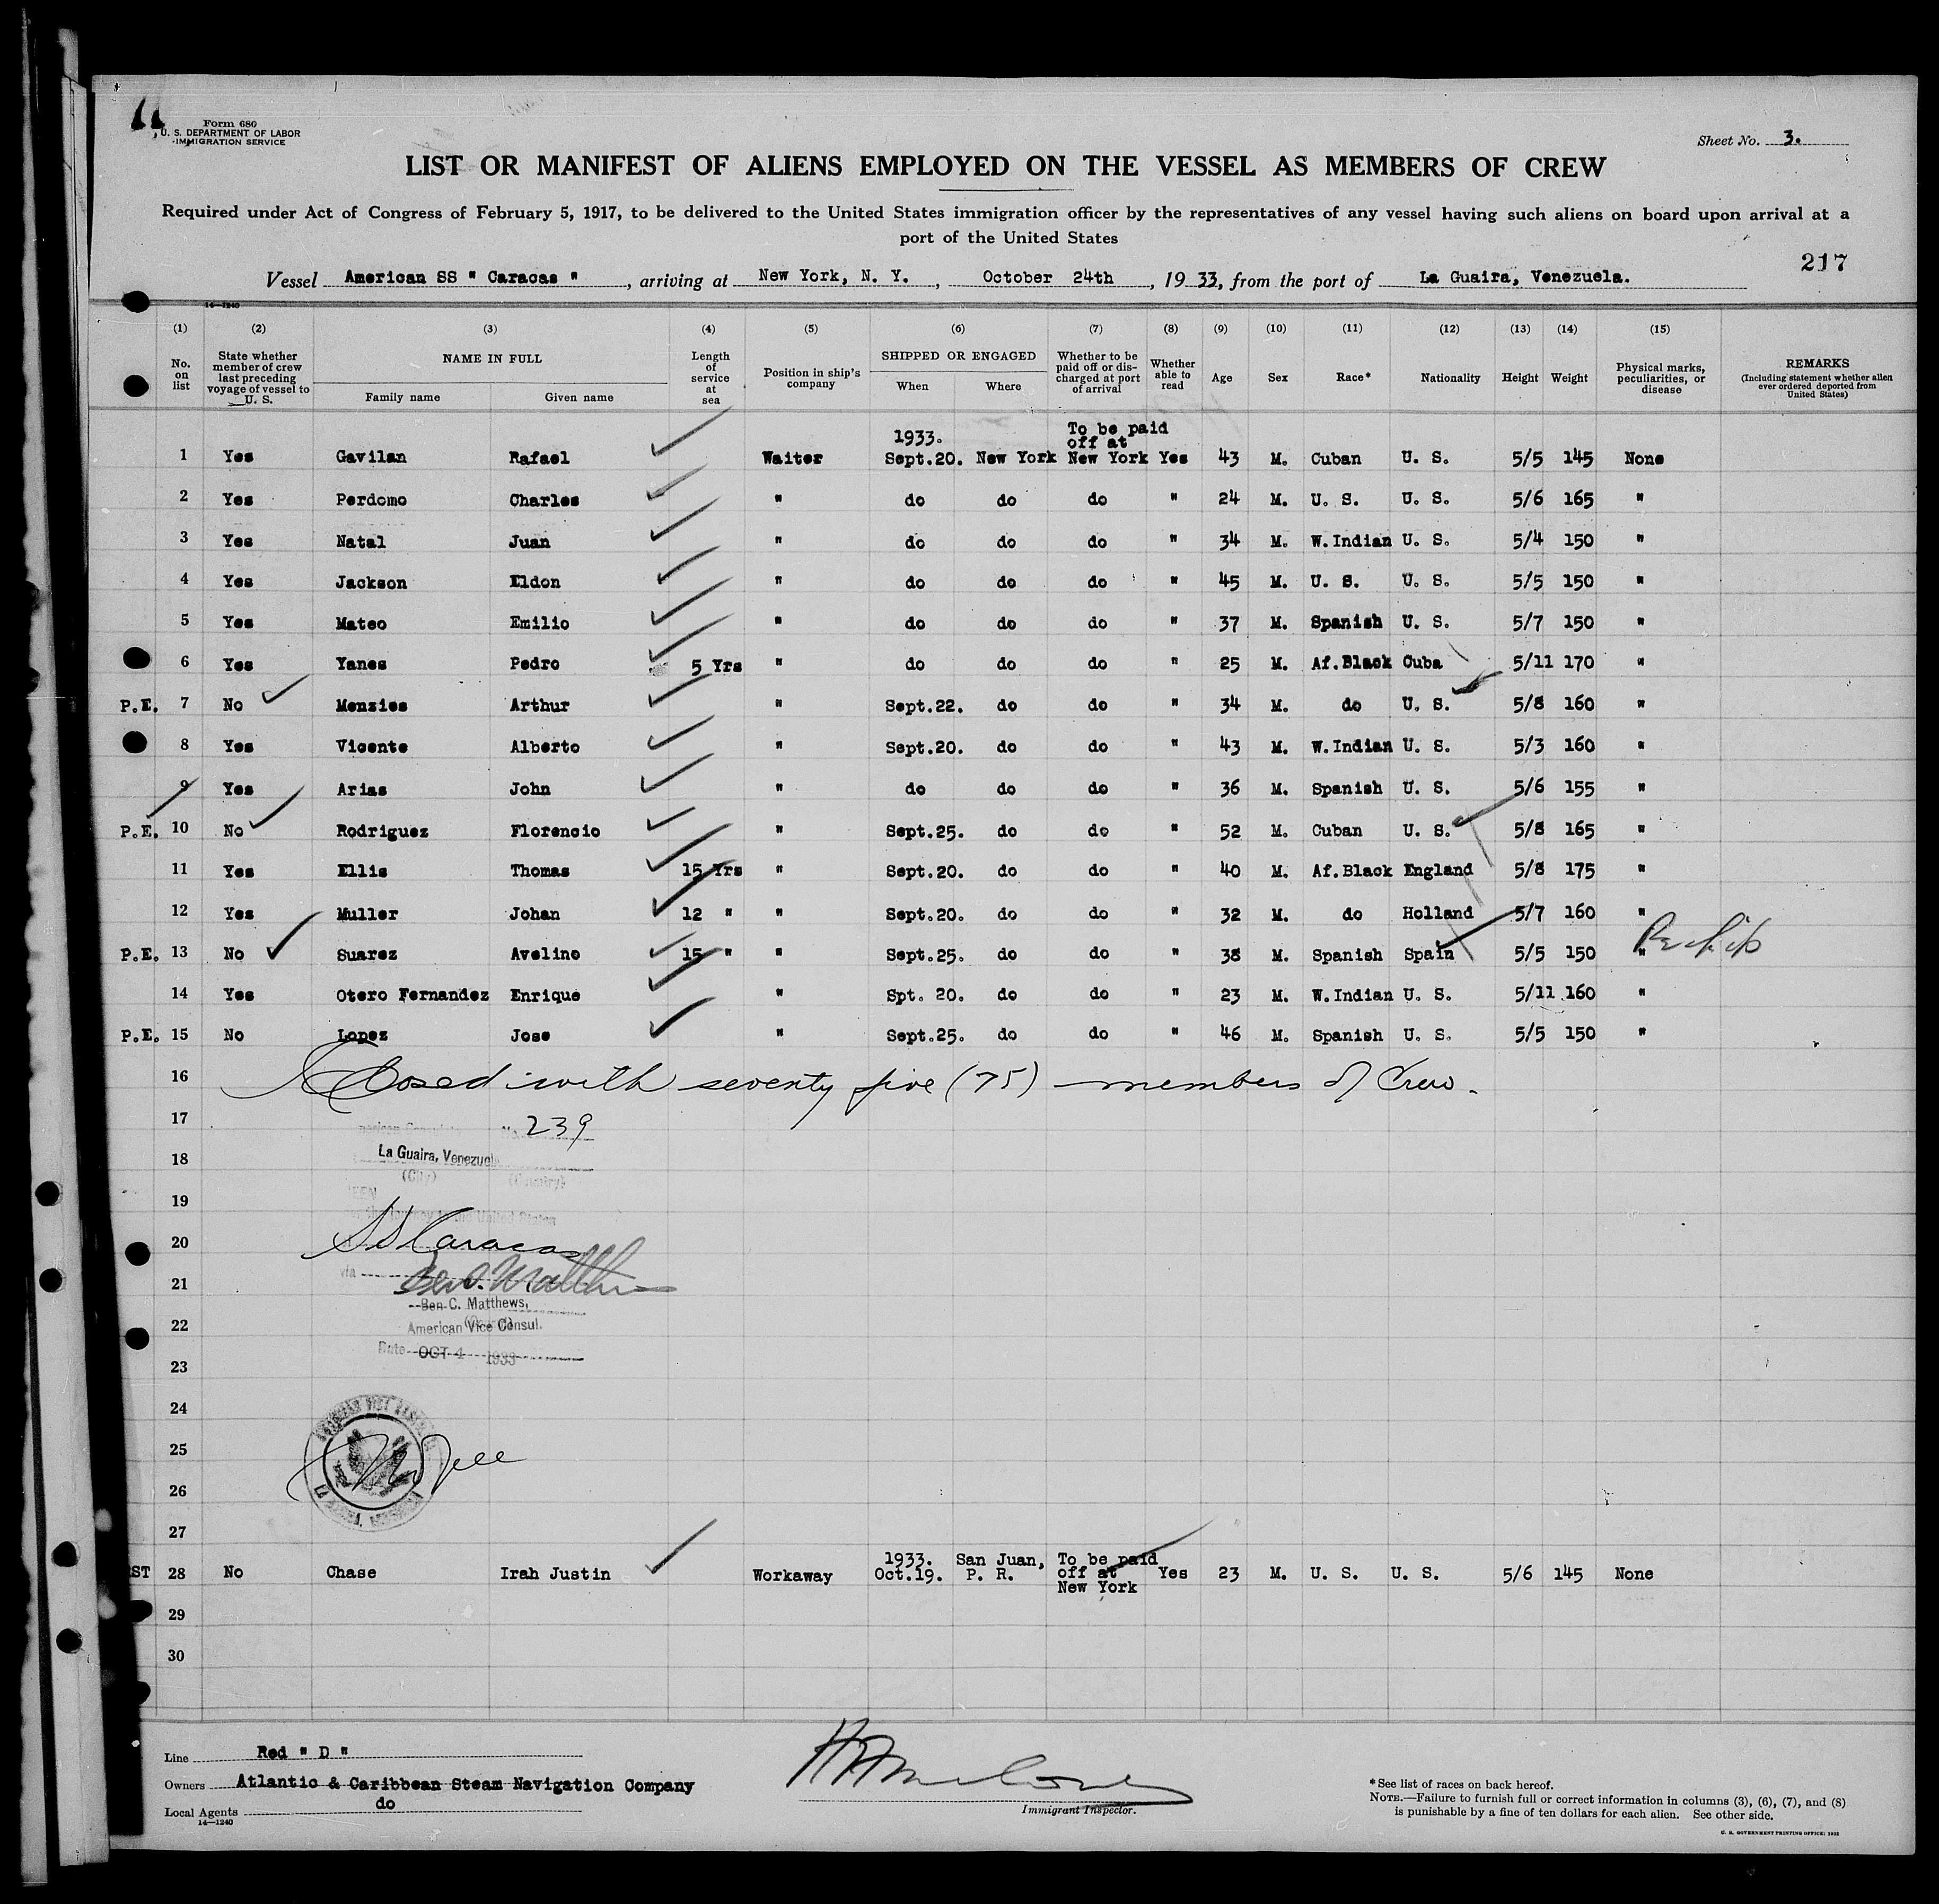 Form 680
U. S. DEPARTMENT OF LABOR
IMMIGRATION SERVICE
Sheet No. 3.
LIST OR MANIFEST OF ALIENS EMPLOYED ON THE VESSEL AS MEMBERS OF CREW
Required under Act of Congress of February 5, 1917, to be delivered to the United States immigration officer by the representatives of any vessel having such aliens on board upon arrival at a
port of the United States
217
Vessel American SS " Caracas ", arriving at New York, N. Y., October 24th, 1933, from the port of La Guaira, Venezuela.
14—1240
(1) (2) (3) (4) (5) (6) (7) (8) (9) (10) (11) (12) (13) (14) (15)
No. on list State whether member of crew last preceding voyage of vessel to U. S. NAME IN FULL Family name Given name Length of service at sea Position in ship's company SHIPPED OR ENGAGED When Where Whether to be paid off or discharged at port of arrival Whether able to read Age Sex Race* Nationality Height Weight Physical marks, peculiarities, or disease REMARKS (Including statement whether alien ever ordered deported from United States)
1 Yes Gavilan Rafael Waiter 1933. Sept.20. New York To be paid off at New York Yes 43 M. Cuban U. S. 5/5 145 None
2 Yes Perdomo Charles " do do do " 24 M. U. S. U. S. 5/6 165 "
3 Yes Natal Juan " do do do " 34 M. W.Indian U. S. 5/4 150 "
4 Yes Jackson Eldon " do do do " 45 M. U. S. U. S. 5/5 150 "
5 Yes Mateo Emilio " do do do " 37 M. Spanish U. S. 5/7 150 "
6 Yes Yanes Pedro 5 Yrs " do do do " 25 M. Af.Black Cuba 5/11 170 "
P.E. 7 No Menzies Arthur " Sept.22. do do " 34 M. do U. S. 5/8 160 "
8 Yes Vicente Alberto " Sept.20. do do " 43 M. W.Indian U. S. 5/3 160 "
9 Yes Arias John " do do do " 36 M. Spanish U. S. 5/6 155 "
P.E. 10 No Rodriguez Florencio " Sept.25. do do " 52 M. Cuban U. S. 5/8 165 "
11 Yes Ellis Thomas 15 Yrs " Sept.20. do do " 40 M. Af.Black England 5/8 175 "
12 Yes Muller Johan 12 " " Sept.20. do do " 32 M. do Holland 5/7 160 "
P.E. 13 No Suarez Avelino 15 " " Sept.25. do do " 38 M. Spanish Spain 5/5 150 "
14 Yes Otero Fernandez Enrique " Spt. 20. do do " 23 M. W.Indian U. S. 5/11 160 "
P.E. 15 No Lopez Jose " Sept.25. do do " 46 M. Spanish U. S. 5/5 150 "
16 Closed with seventy five (75) members of Crew.
17 239
18 La Guaira, Venezuel
(City) (Country)
19
20 SS Caracas
via
21 Ben C. Matthews
Ben C. Matthews,
22 American Vice Consul.
Date OCT 4 1933
23
24
25
26
27
ST 28 No Chase Irah Justin Workaway 1933. Oct.19. San Juan, P. R. To be paid off at New York Yes 23 M. U. S. U. S. 5/6 145 None
29
30
Line Red " D "
Owners Atlantic & Caribbean Steam Navigation Company
Local Agents do
14—1240
Immigrant Inspector.
*See list of races on back hereof.
NOTE.—Failure to furnish full or correct information in columns (3), (6), (7), and (8)
is punishable by a fine of ten dollars for each alien. See other side.
U. S. GOVERNMENT PRINTING OFFICE: 1932